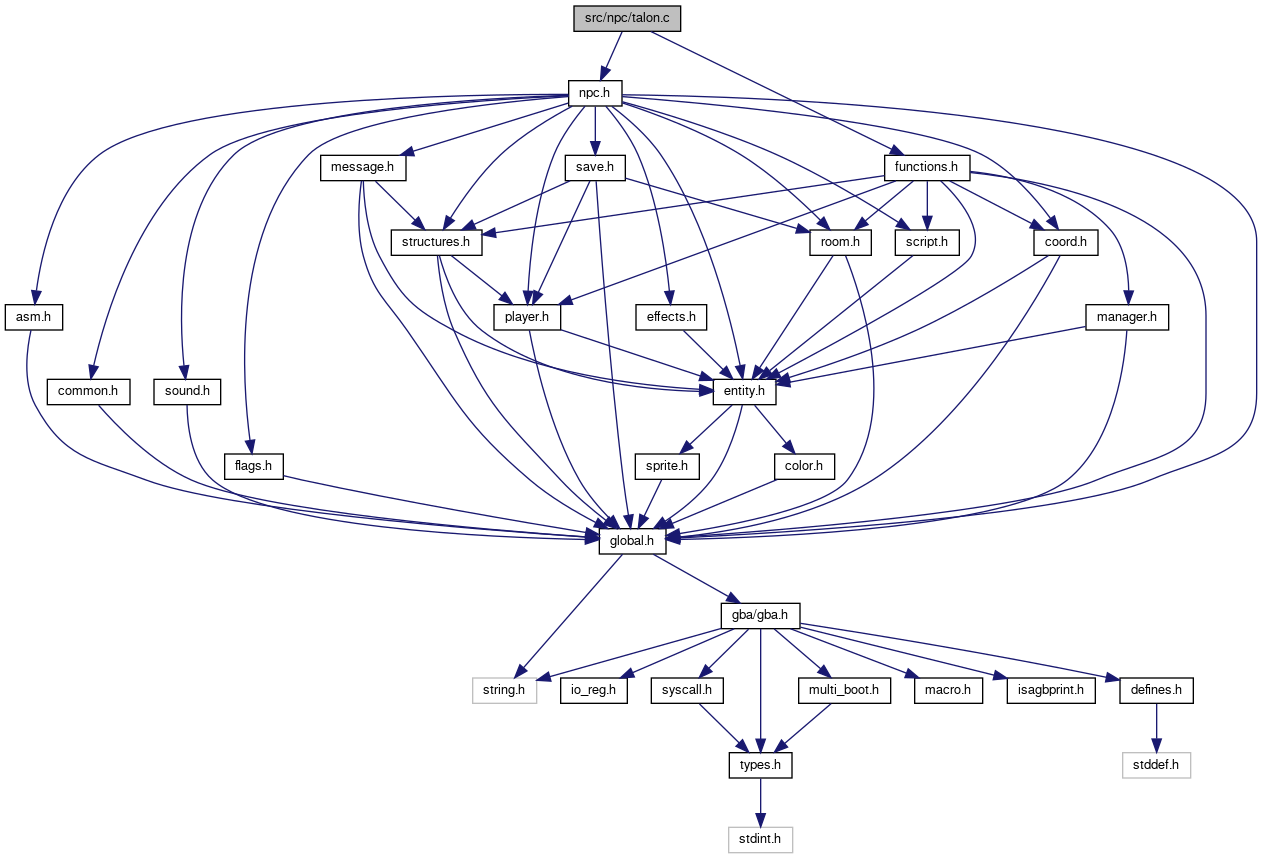 src/npc/talon.c
npc.h
message.h
save.h
functions.h
structures.h
room.h
script.h
coord.h
asm.h
player.h
effects.h
manager.h
common.h
sound.h
entity.h
flags.h
sprite.h
color.h
global.h
gba/gba.h
string.h
io_reg.h
syscall.h
multi_boot.h
macro.h
isagbprint.h
defines.h
types.h
stddef.h
stdint.h